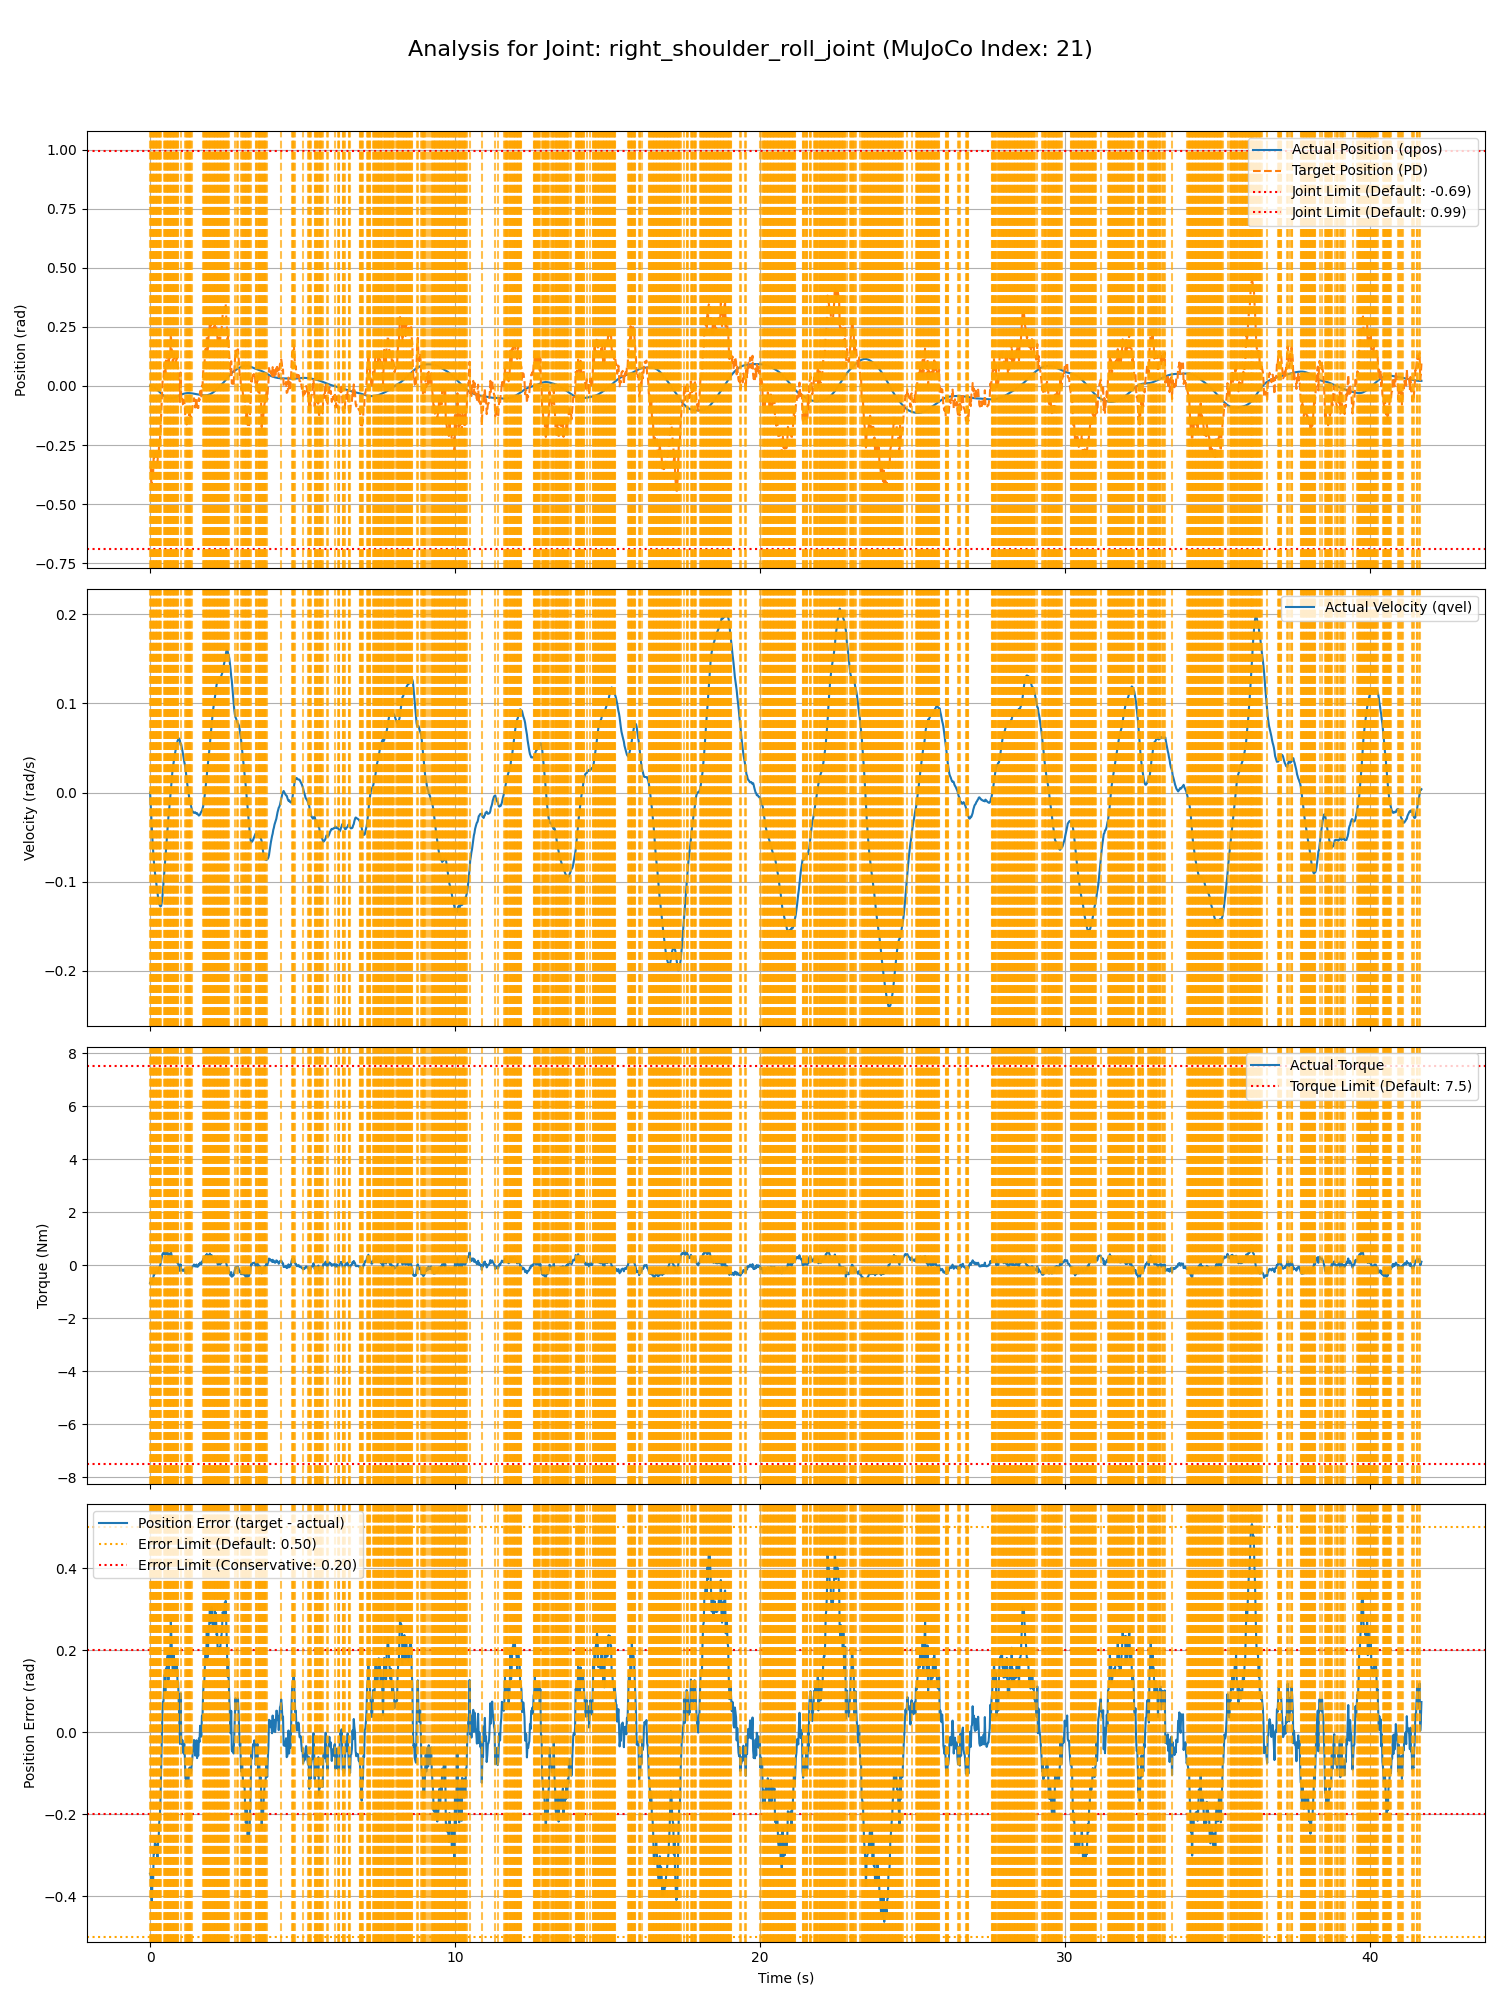 Analysis for Joint: right_shoulder_roll_joint (MuJoCo Index: 21)
1.00
0.75
0.50
0.25
0.00
−0.25
−0.50
−0.75
Position (rad)
Actual Position (qpos)
Target Position (PD)
Joint Limit (Default: -0.69)
Joint Limit (Default: 0.99)
0.2
0.1
0.0
−0.1
−0.2
Velocity (rad/s)
Actual Velocity (qvel)
8
6
4
2
0
−2
−4
−6
−8
Torque (Nm)
Actual Torque
Torque Limit (Default: 7.5)
0.4
0.2
0.0
−0.2
−0.4
Position Error (rad)
Position Error (target - actual)
Error Limit (Default: 0.50)
Error Limit (Conservative: 0.20)
0
10
20
30
40
Time (s)